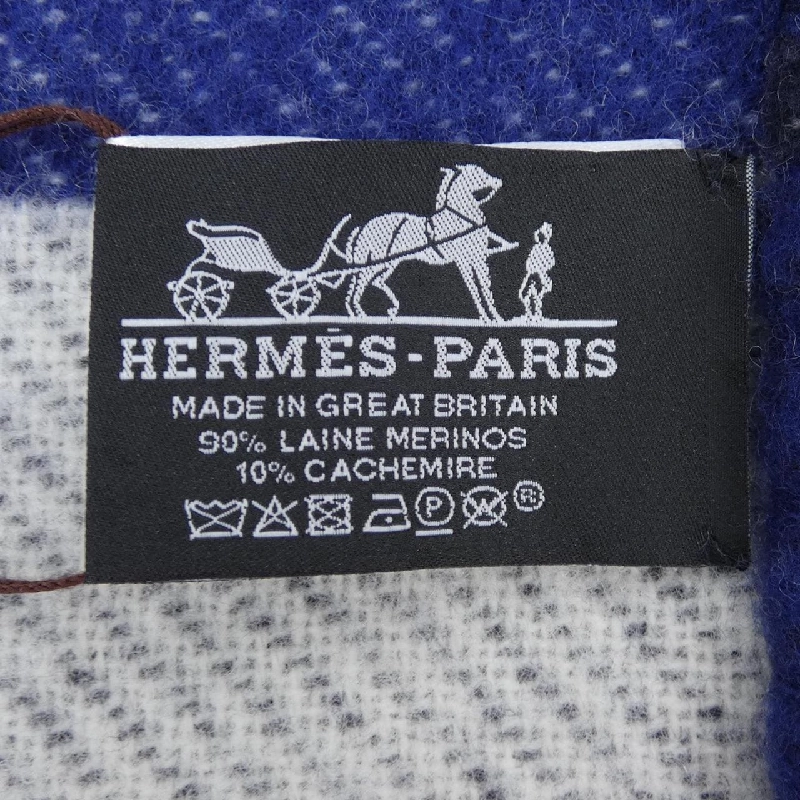 HERMÈS-PARIS
MADE IN GREAT BRITAIN
90% LAINE MERINOS
10% CACHEMIRE
P W ®